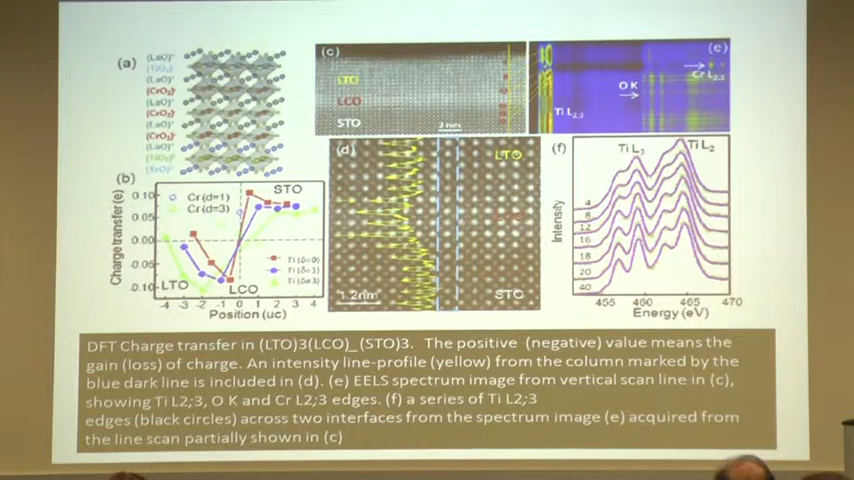 (a)
(LaO)⁺
(TiO₂)
(LaO)⁺
(CrO₂)⁻
(LaO)⁺
(CrO₂)⁻
(LaO)⁺
(CrO₂)⁻
(LaO)⁺
(TiO₂)⁰
(SrO)⁰
(b)
Charge transfer (e)
0.10
0.05
0.00
0.05
-0.10
Cr(d=1)
Cr(d=3)
STO
LTO
LCO
Ti (δ=0)
Ti (δ=1)
Ti (δ=3)
-4 -3 -2 -1 0 1 2 3 4
Position (uc)
(c)
LTO
LCO
STO
2 nm
(e)
Cr L2,3
O K
Ti L2,3
(d)
LTO
STO
1.2nm
(f)
Intensity
Ti L3
Ti L2
4
8
12
16
18
20
40
455 460 465 470
Energy (eV)
DFT Charge transfer in (LTO)3(LCO)_(STO)3. The positive (negative) value means the
gain (loss) of charge. An intensity line-profile (yellow) from the column marked by the
blue dark line is included in (d). (e) EELS spectrum image from vertical scan line in (c),
showing Ti L2;3, O K and Cr L2;3 edges. (f) a series of Ti L2;3
edges (black circles) across two interfaces from the spectrum image (e) acquired from
the line scan partially shown in (c)